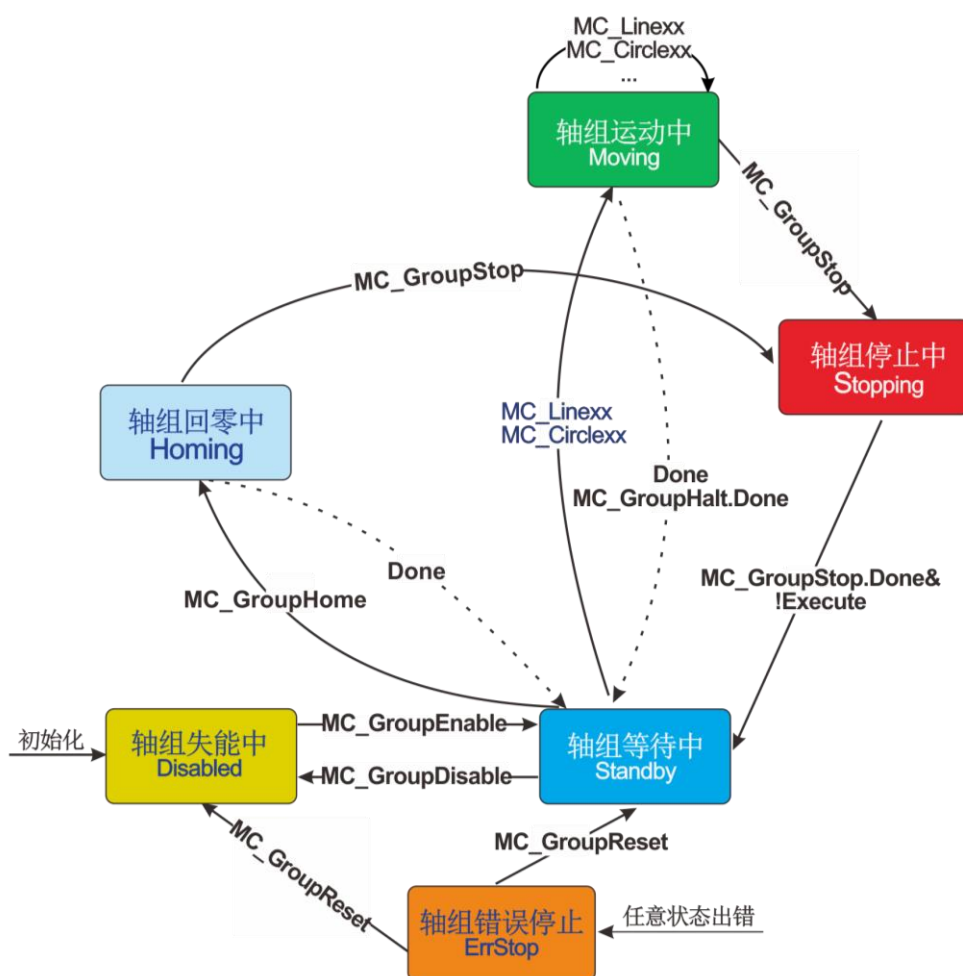 MC_Linexx
MC_Circlexx
...
轴组运动中
Moving
MC_GroupStop
MC_GroupStop
轴组停止中
Stopping
轴组回零中
Homing
MC_Linexx
MC_Circlexx
Done
MC_GroupHalt.Done
Done
MC_GroupHome
MC_GroupStop.Done&
!Execute
初始化
轴组失能中
Disabled
MC_GroupEnable
MC_GroupDisable
轴组等待中
Standby
MC_GroupReset
MC_GroupReset
轴组错误停止
ErrStop
任意状态出错